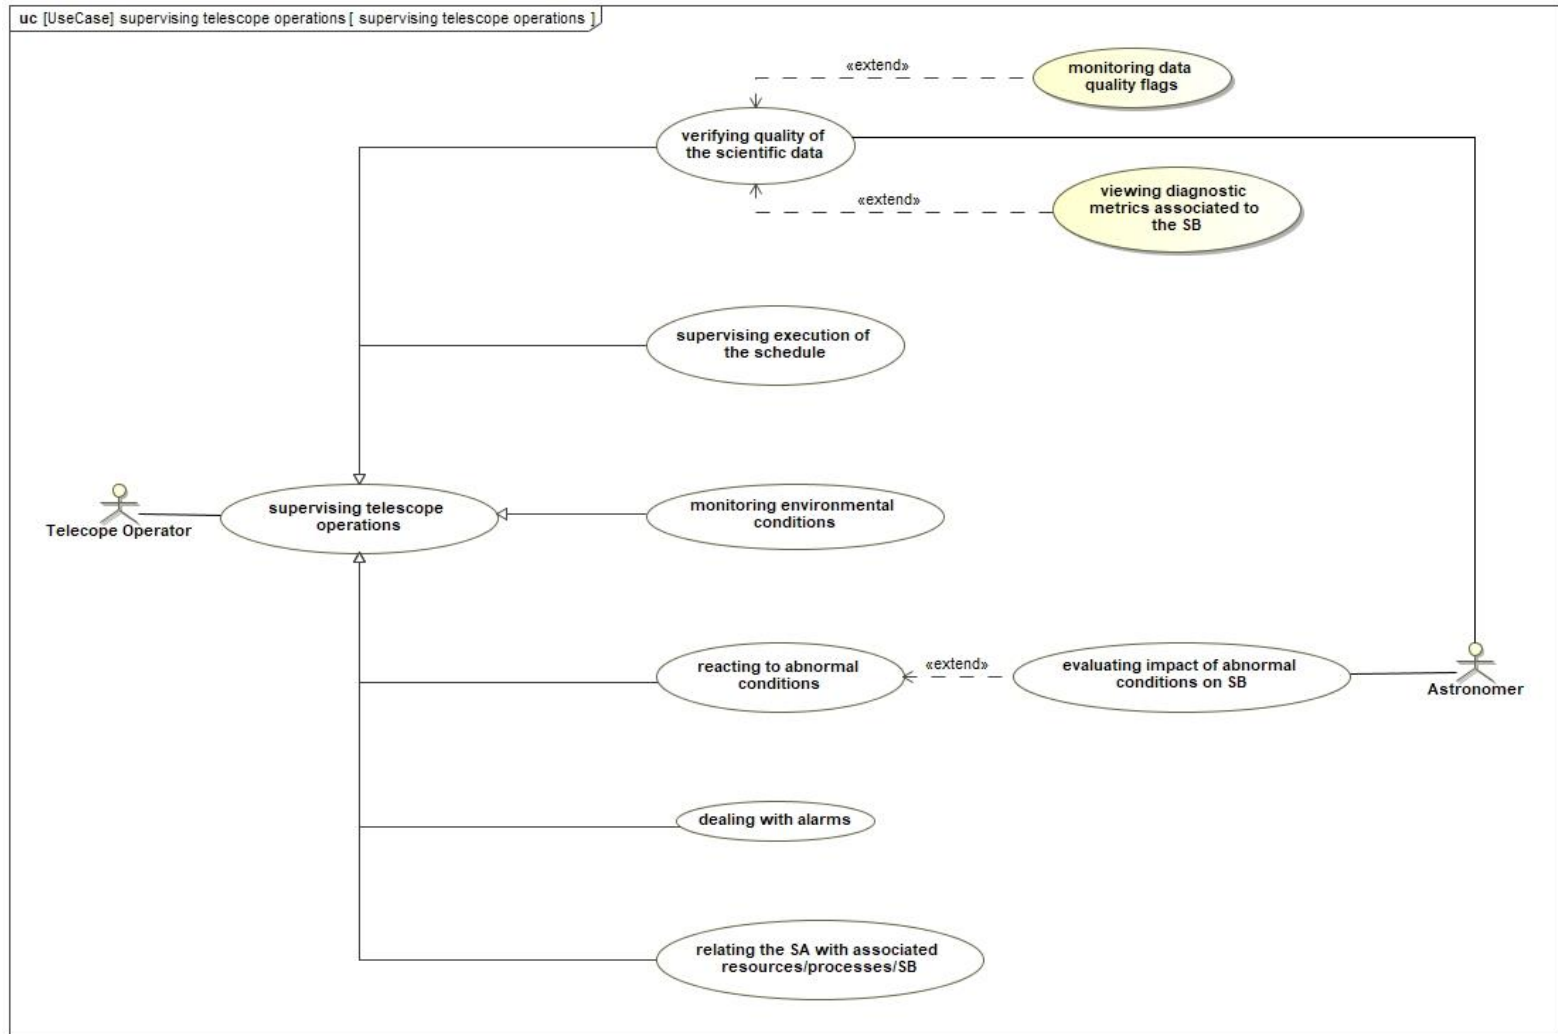 uc [UseCase] supervising telescope operations [ supervising telescope operations ]
«extend»
monitoring data
quality flags
verifying quality of
the scientific data
«extend»
viewing diagnostic
metrics associated to
the SB
supervising execution of
the schedule
Telecope Operator
supervising telescope
operations
monitoring environmental
conditions
reacting to abnormal
conditions
«extend»
evaluating impact of abnormal
conditions on SB
Astronomer
dealing with alarms
relating the SA with associated
resources/processes/SB